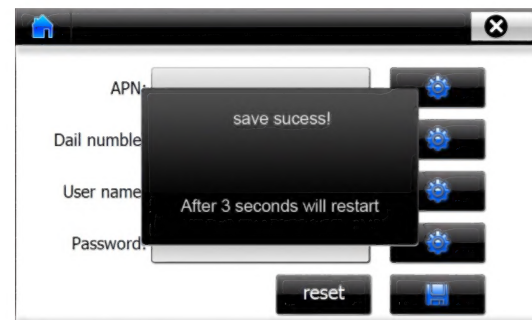 APN:
save sucess!
Dail numble
User name
After 3 seconds will restart
Password:
reset